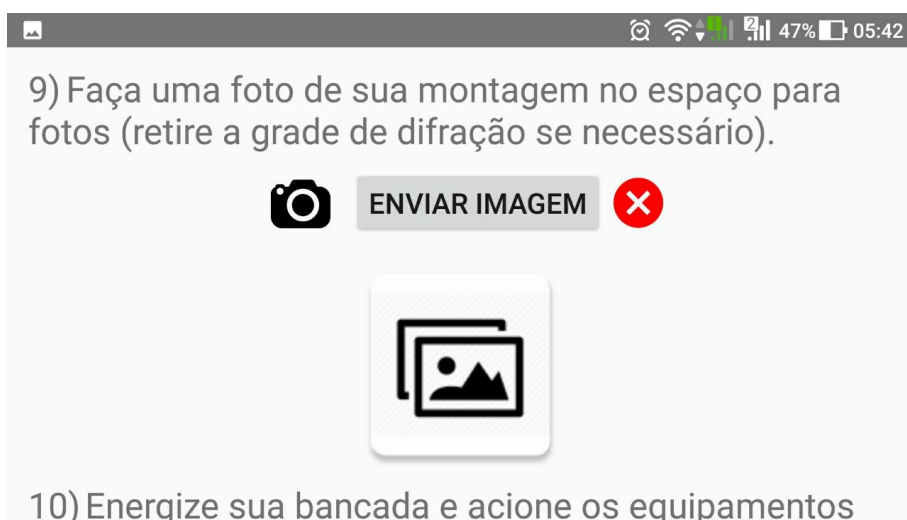 47% 05:42
9) Faça uma foto de sua montagem no espaço para
fotos (retire a grade de difração se necessário).
ENVIAR IMAGEM
10) Energize sua bancada e acione os equipamentos